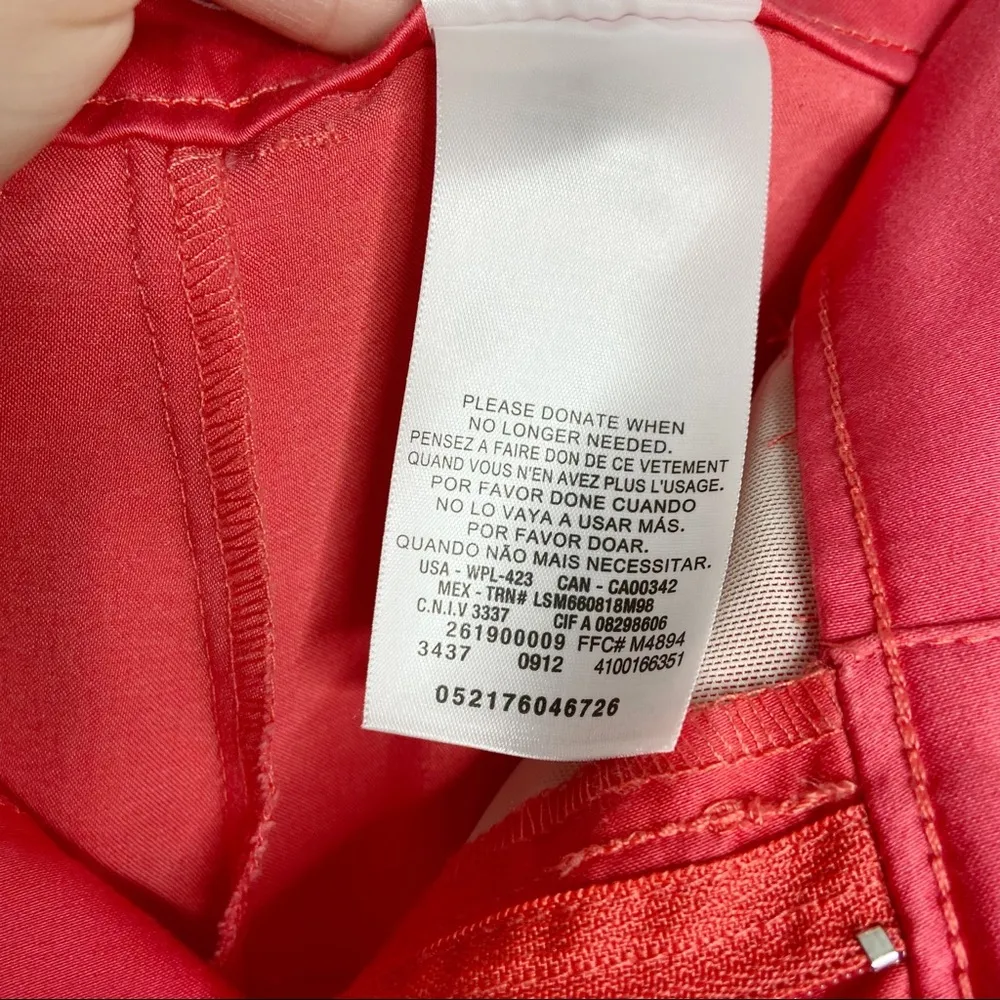 PLEASE DONATE WHEN
NO LONGER NEEDED.
PENSEZ A FAIRE DON DE CE VETEMENT
QUAND VOUS N'EN AVEZ PLUS L'USAGE.
POR FAVOR DONE CUANDO
NO LO VAYA A USAR MÁS.
POR FAVOR DOAR.
QUANDO NÃO MAIS NECESSITAR.
USA - WPL-423 CAN - CA00342
MEX - TRN# LSM660818M98
C.N.I.V 3337 CIF A 08298606
261900009 FFC# M4894
3437 0912 4100166351
052176046726